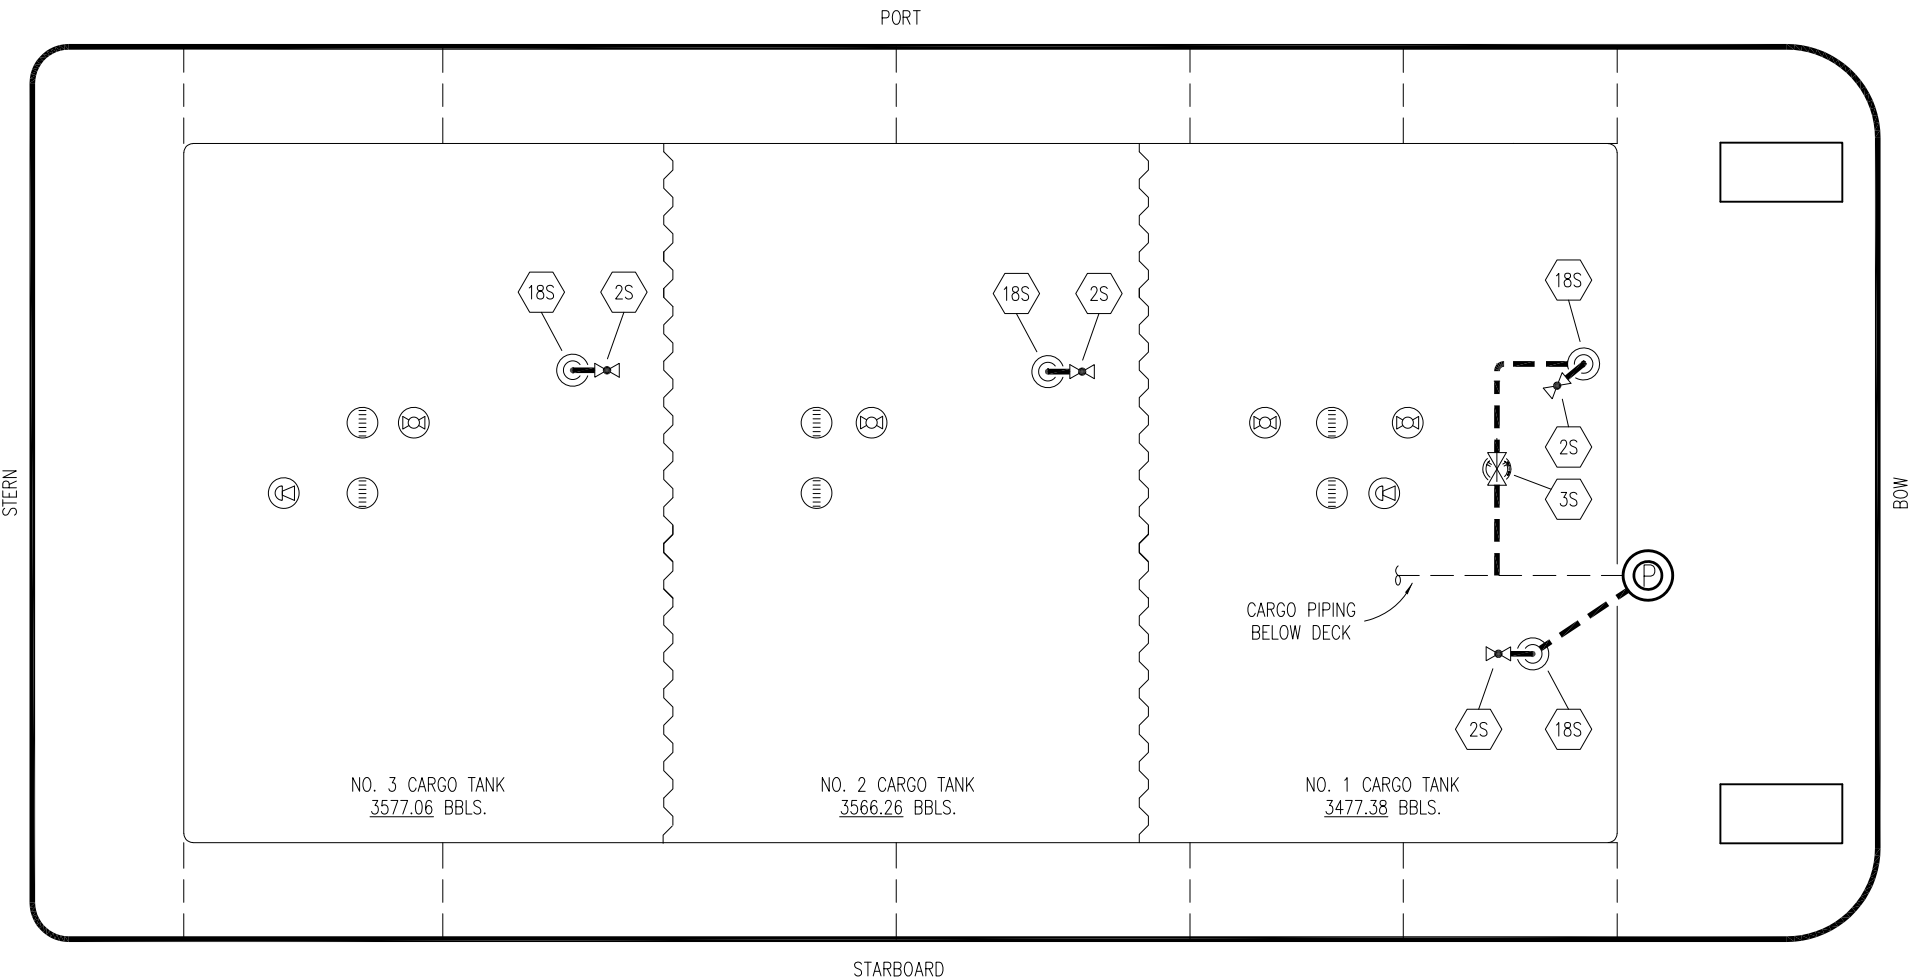 PORT
18S
2S
18S
2S
18S
2S
3S
STERN
BOW
P
CARGO PIPING
BELOW DECK
2S
18S
NO. 3 CARGO TANK
3577.06 BBLS.
NO. 2 CARGO TANK
3566.26 BBLS.
NO. 1 CARGO TANK
3477.38 BBLS.
STARBOARD